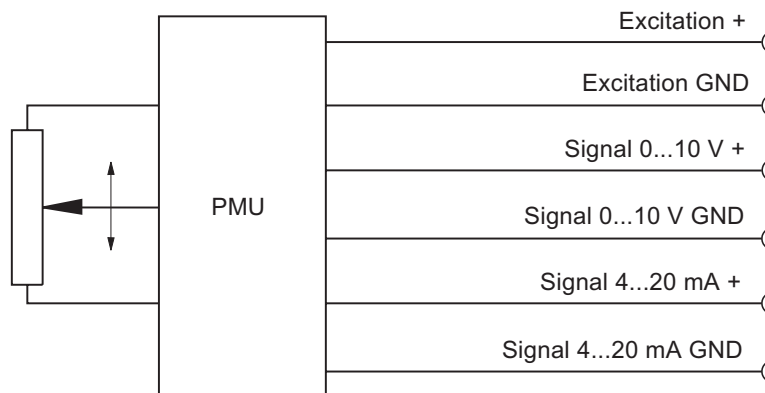 Excitation +
Excitation GND
Signal 0...10 V +
PMU
Signal 0...10 V GND
Signal 4...20 mA +
Signal 4...20 mA GND